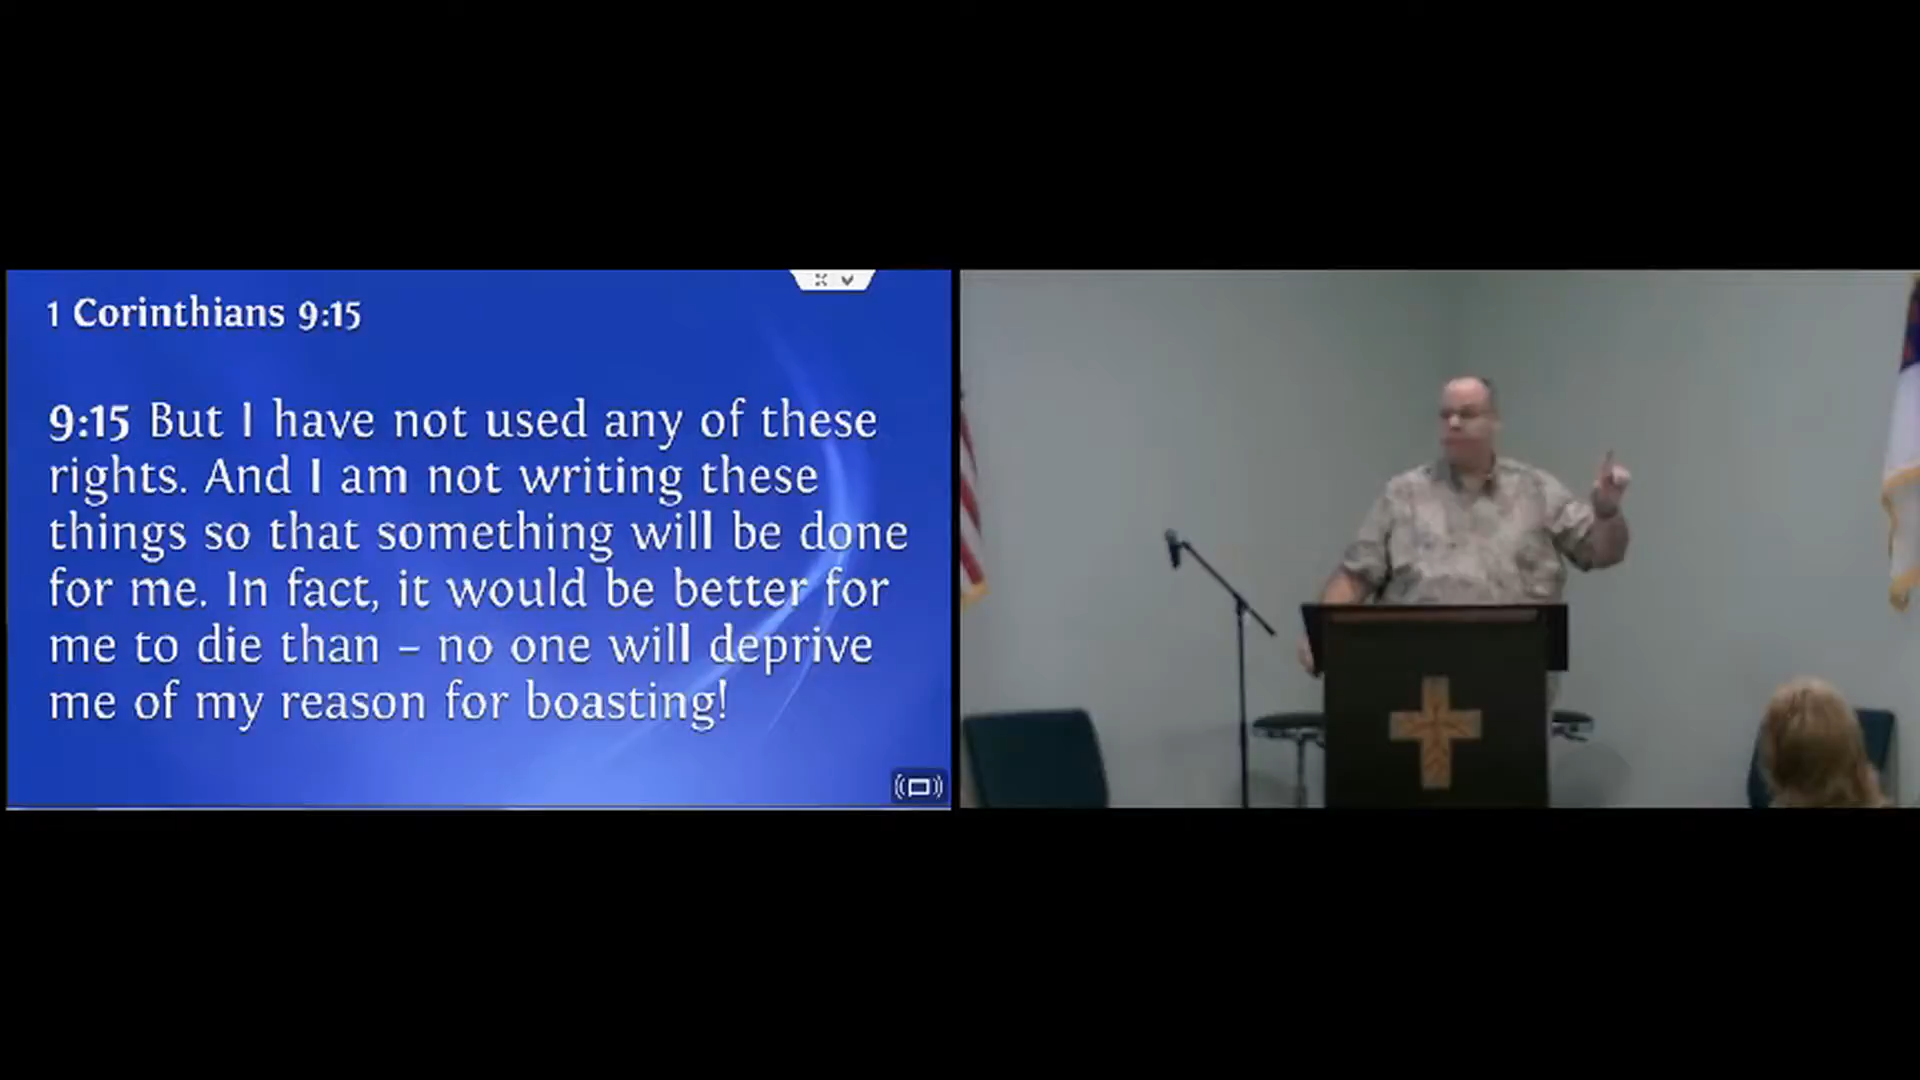 1 Corinthians 9:15
9:15 But I have not used any of these
rights. And I am not writing these
things so that something will be done
for me. In fact, it would be better for
me to die than – no one will deprive
me of my reason for boasting!